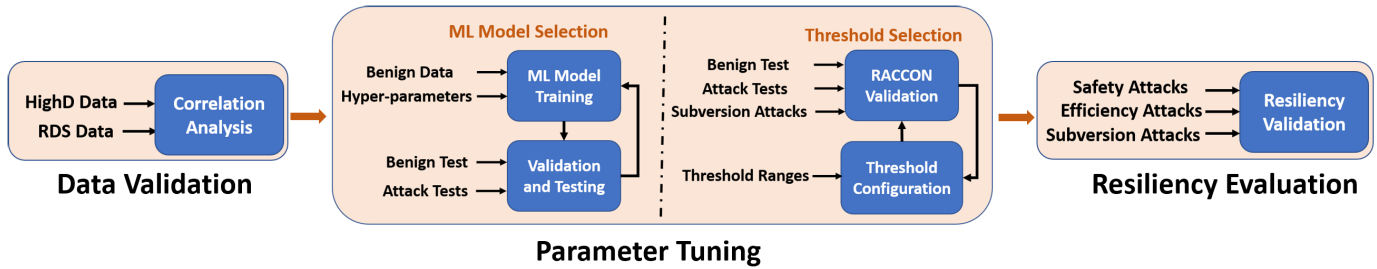 HighD Data
RDS Data
Correlation
Analysis
Data Validation
ML Model Selection
Benign Data
Hyper-parameters
ML Model
Training
Benign Test
Attack Tests
Validation
and Testing
Threshold Selection
Benign Test
Attack Tests
Subversion Attacks
RACCON
Validation
Threshold Ranges
Threshold
Configuration
Parameter Tuning
Safety Attacks
Efficiency Attacks
Subversion Attacks
Resiliency
Validation
Resiliency Evaluation